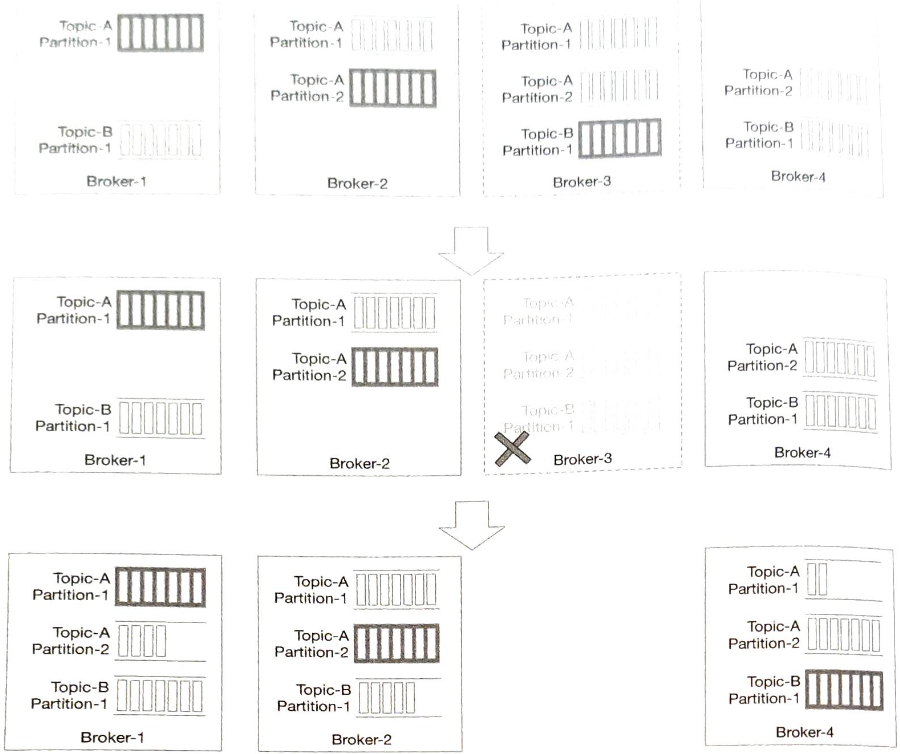 Topic-A
Partition-1
Topic-B
Partition-1
Broker-1
Topic-A
Partition-1
Topic-A
Partition-2
Broker-2
Topic-A
Partition-1
Topic-A
Partition-2
Topic-B
Partition-1
Broker-3
Topic-A
Partition-2
Topic-B
Partition-1
Broker-4
Topic-A
Partition-1
Topic-B
Partition-1
Broker-1
Topic-A
Partition-1
Topic-A
Partition-2
Broker-2
Topic-A
Partition-1
Topic-A
Partition-2
Topic-B
Partition-1
Broker-3
Topic-A
Partition-2
Topic-B
Partition-1
Broker-4
Topic-A
Partition-1
Topic-A
Partition-2
Topic-B
Partition-1
Broker-1
Topic-A
Partition-1
Topic-A
Partition-2
Topic-B
Partition-1
Broker-2
Topic-A
Partition-1
Topic-A
Partition-2
Topic-B
Partition-1
Broker-4